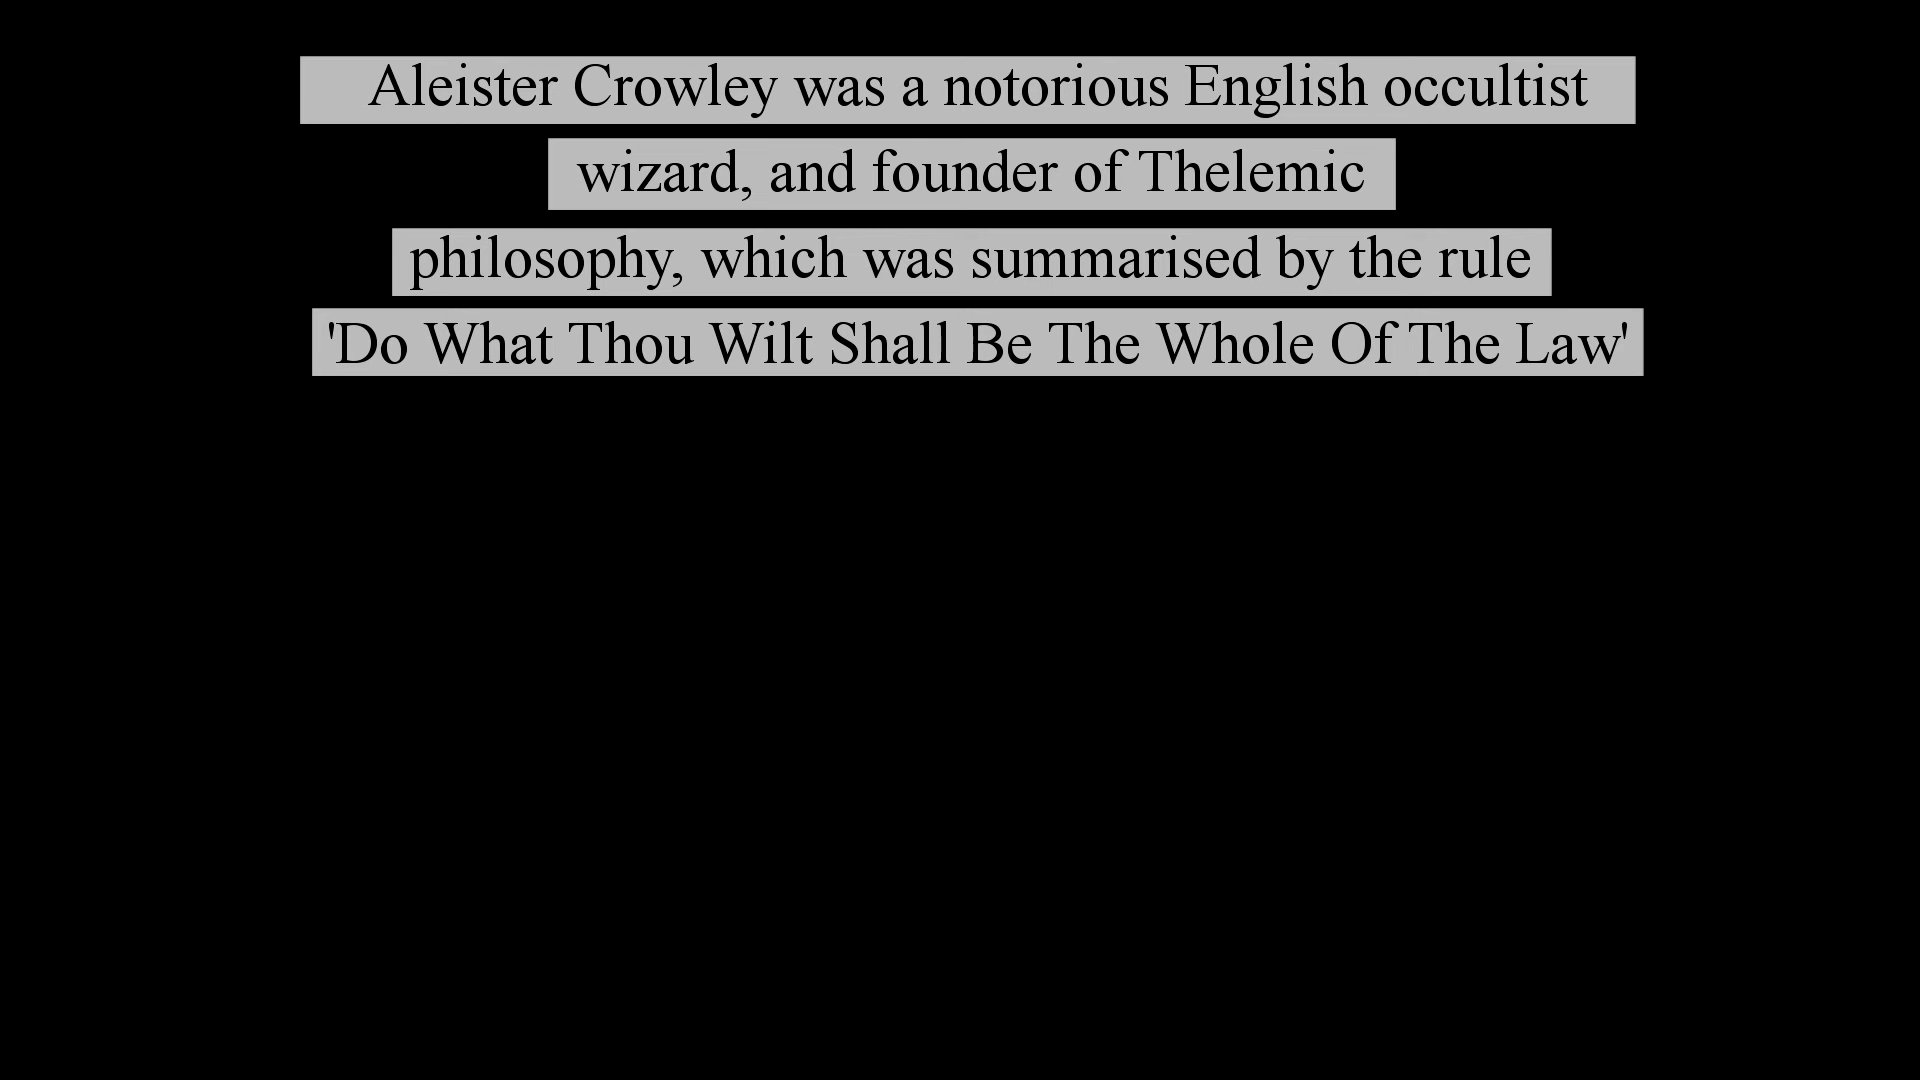 Aleister Crowley was a notorious English occultist
wizard, and founder of Thelemic
philosophy, which was summarised by the rule
'Do What Thou Wilt Shall Be The Whole Of The Law'